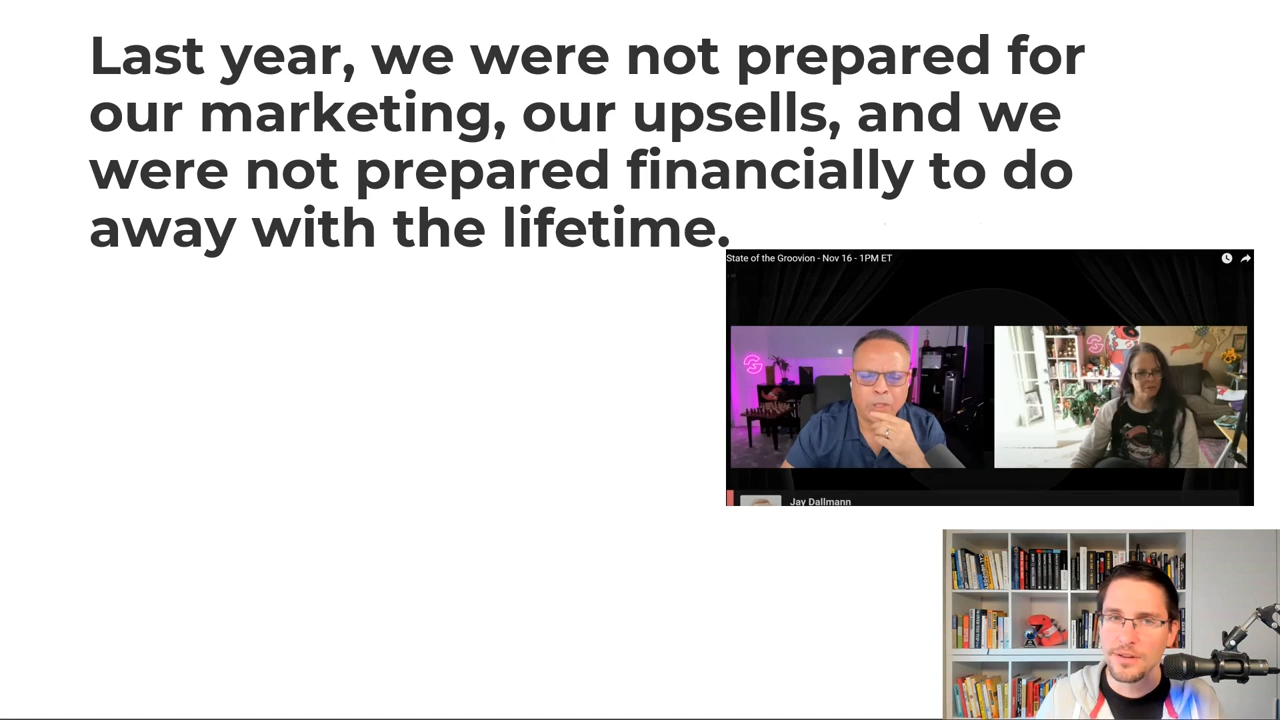 Last year, we were not prepared for
our marketing, our upsells, and we
were not prepared financially to do
away with the lifetime.
State of the Groovion - Nov 16 - 1PM ET
Jay Dallmann